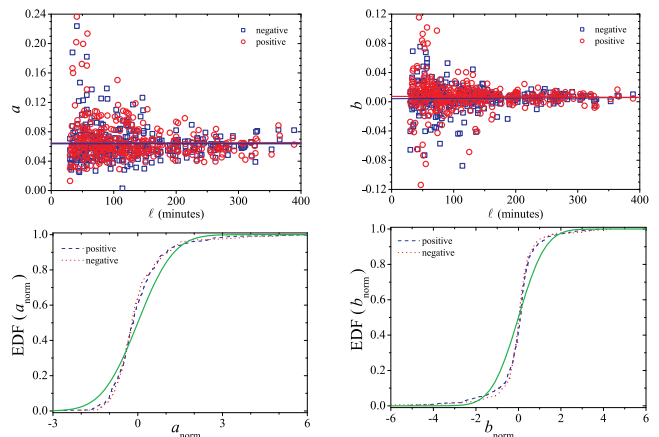 negative
positive
a
0.24
0.20
0.16
0.12
0.08
0.04
0.00
0 100 200 300 400
ℓ (minutes)
negative
positive
b
0.12
0.08
0.04
0.00
-0.04
-0.08
-0.12
0 100 200 300 400
ℓ (minutes)
positive
negative
EDF (a_norm)
1.0
0.8
0.6
0.4
0.2
0.0
-3 0 3 6
a_norm
positive
negative
EDF (b_norm)
1.0
0.8
0.6
0.4
0.2
0.0
-6 -4 -2 0 2 4 6
b_norm